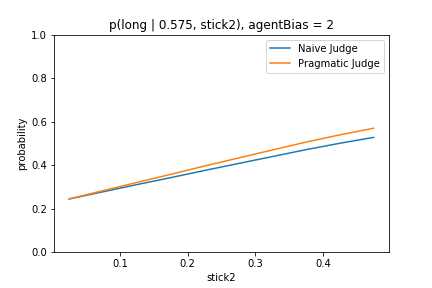 p(long | 0.575, stick2), agentBias = 2
1.0
0.8
0.6
0.4
0.2
0.0
probability
Naive Judge
Pragmatic Judge
0.1 0.2 0.3 0.4
stick2